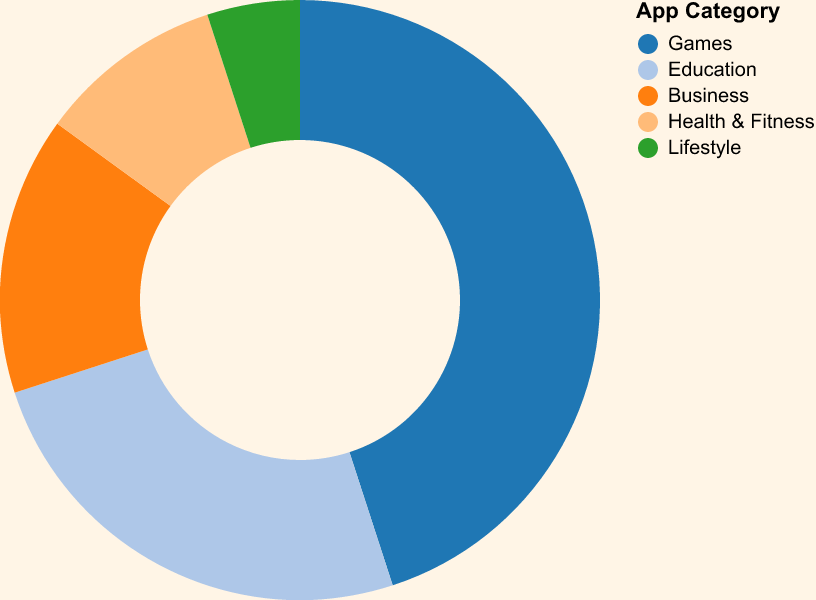 App Category
Games
Education
Business
Health & Fitness
Lifestyle